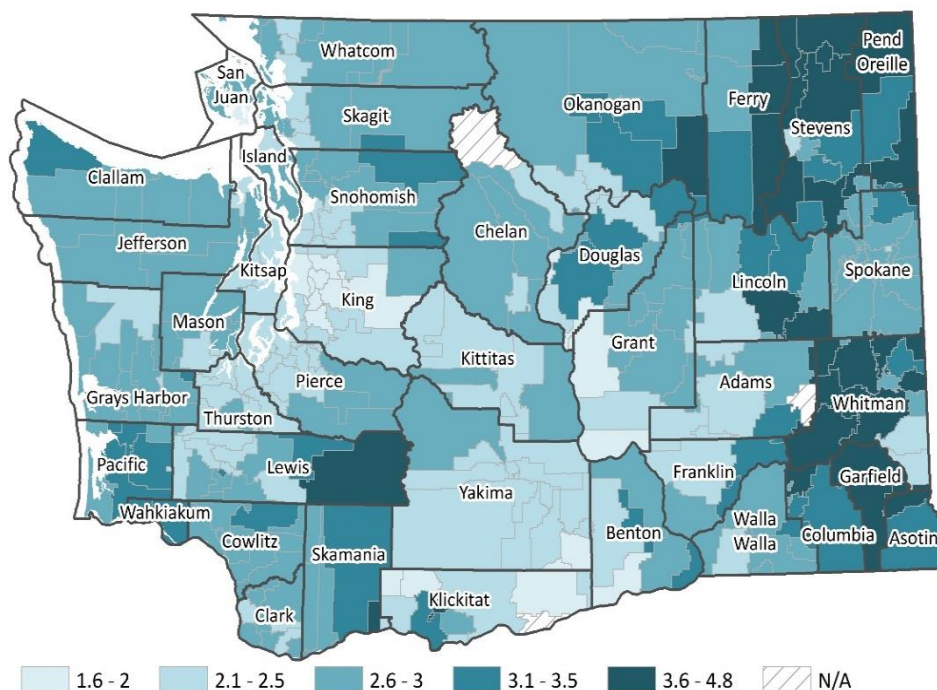 Whatcom
San
Juan
Skagit
Island
Clallam
Snohomish
Jefferson
Kitsap
King
Mason
Grays Harbor
Thurston
Pierce
Pacific
Lewis
Wahkiakum
Cowlitz
Skamania
Clark
Okanogan
Ferry
Stevens
Pend
Oreille
Chelan
Douglas
Lincoln
Spokane
Grant
Kittitas
Adams
Whitman
Yakima
Franklin
Garfield
Benton
Walla
Walla
Columbia
Asotin
Klickitat
1.6 - 2
2.1 - 2.5
2.6 - 3
3.1 - 3.5
3.6 - 4.8
N/A